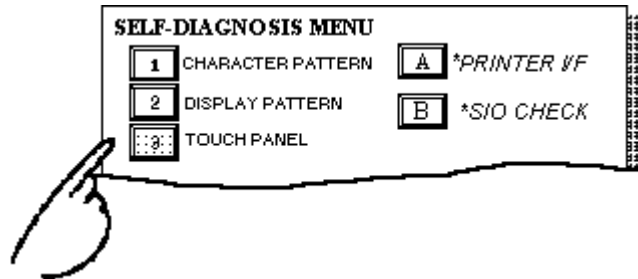 SELF-DIAGNOSIS MENU
1 CHARACTER PATTERN
2 DISPLAY PATTERN
3 TOUCH PANEL
A *PRINTER I/F
B *SIO CHECK